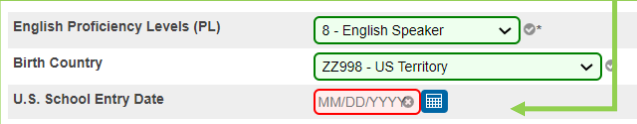 English Proficiency Levels (PL) 8 - English Speaker *
Birth Country ZZ998 - US Territory
U.S. School Entry Date MM/DD/YYYY